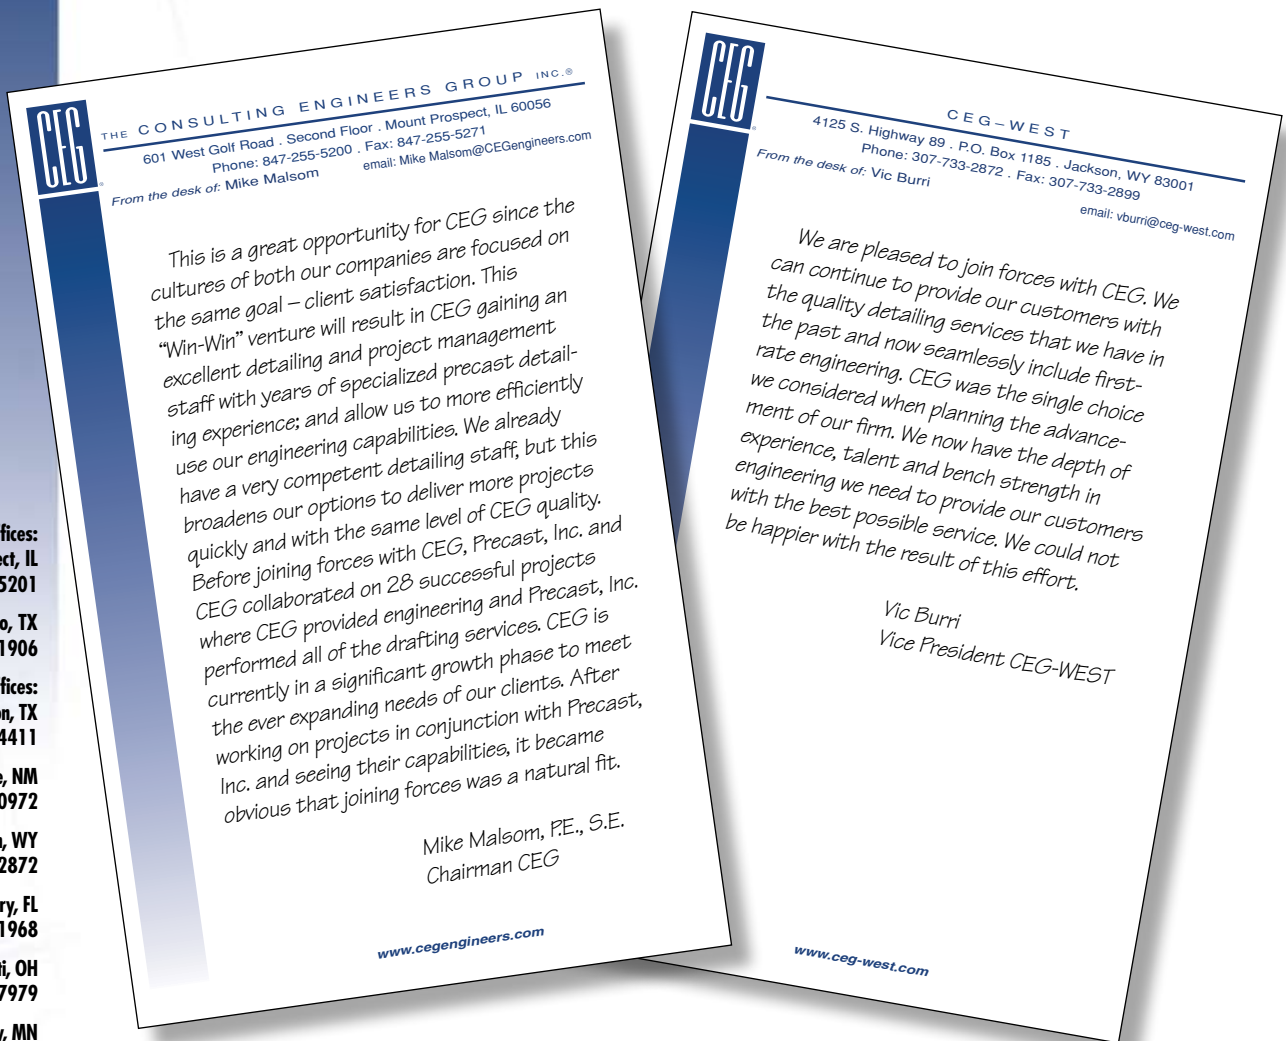 CEG
THE CONSULTING ENGINEERS GROUP INC.®
601 West Golf Road . Second Floor . Mount Prospect, IL 60056
Phone: 847-255-5200 . Fax: 847-255-5271
From the desk of: Mike Malsom email: Mike Malsom@CEGengineers.com
This is a great opportunity for CEG since the
cultures of both our companies are focused on
the same goal – client satisfaction. This
“Win-Win” venture will result in CEG gaining an
excellent detailing and project management
staff with years of specialized precast detail-
ing experience; and allow us to more efficiently
use our engineering capabilities. We already
have a very competent detailing staff, but this
broadens our options to deliver more projects
quickly and with the same level of CEG quality.
Before joining forces with CEG, Precast, Inc. and
CEG collaborated on 28 successful projects
where CEG provided engineering and Precast, Inc.
performed all of the drafting services. CEG is
currently in a significant growth phase to meet
the ever expanding needs of our clients. After
working on projects in conjunction with Precast,
Inc. and seeing their capabilities, it became
obvious that joining forces was a natural fit.
Mike Malsom, P.E., S.E.
Chairman CEG
www.cegengineers.com
CEG
CEG–WEST
4125 S. Highway 89 . P.O. Box 1185 . Jackson, WY 83001
Phone: 307-733-2872 . Fax: 307-733-2899
From the desk of: Vic Burri
email: vburri@ceg-west.com
We are pleased to join forces with CEG. We
can continue to provide our customers with
the quality detailing services that we have in
the past and now seamlessly include first-
rate engineering. CEG was the single choice
we considered when planning the advance-
ment of our firm. We now have the depth of
experience, talent and bench strength in
engineering we need to provide our customers
with the best possible service. We could not
be happier with the result of this effort.
Vic Burri
Vice President CEG-WEST
www.ceg-west.com
IL
5201
TX
1906
TX
4411
NM
0972
WY
2872
FL
1968
OH
7979
MN